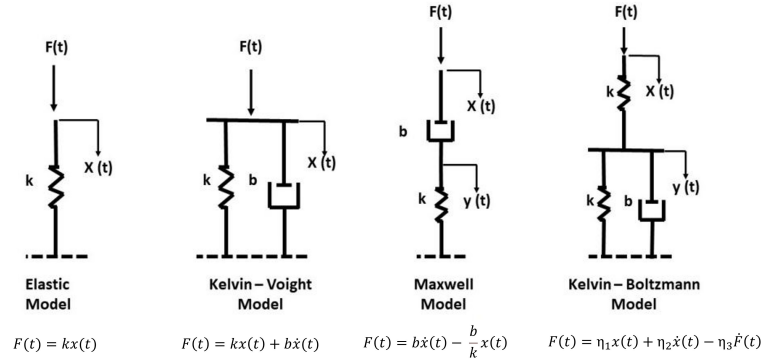 F(t)
X (t)
k
Elastic
Model
F(t) = kx(t)
F(t)
X (t)
k
b
Kelvin – Voight
Model
F(t) = kx(t) + bẋ(t)
F(t)
X (t)
b
k
y (t)
Maxwell
Model
F(t) = bẋ(t) − b/k x(t)
F(t)
k
X (t)
y (t)
k
b
Kelvin – Boltzmann
Model
F(t) = η₁x(t) + η₂ẋ(t) − η₃Ḟ(t)